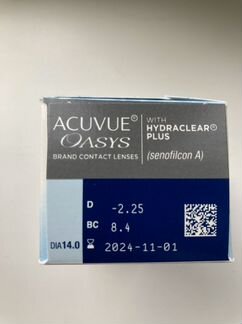 ACUVUE® WITH
OASYS HYDRACLEAR®
BRAND CONTACT LENSES PLUS
(senofilcon A)
D -2.25
BC 8.4
DIA14.0 2024-11-01